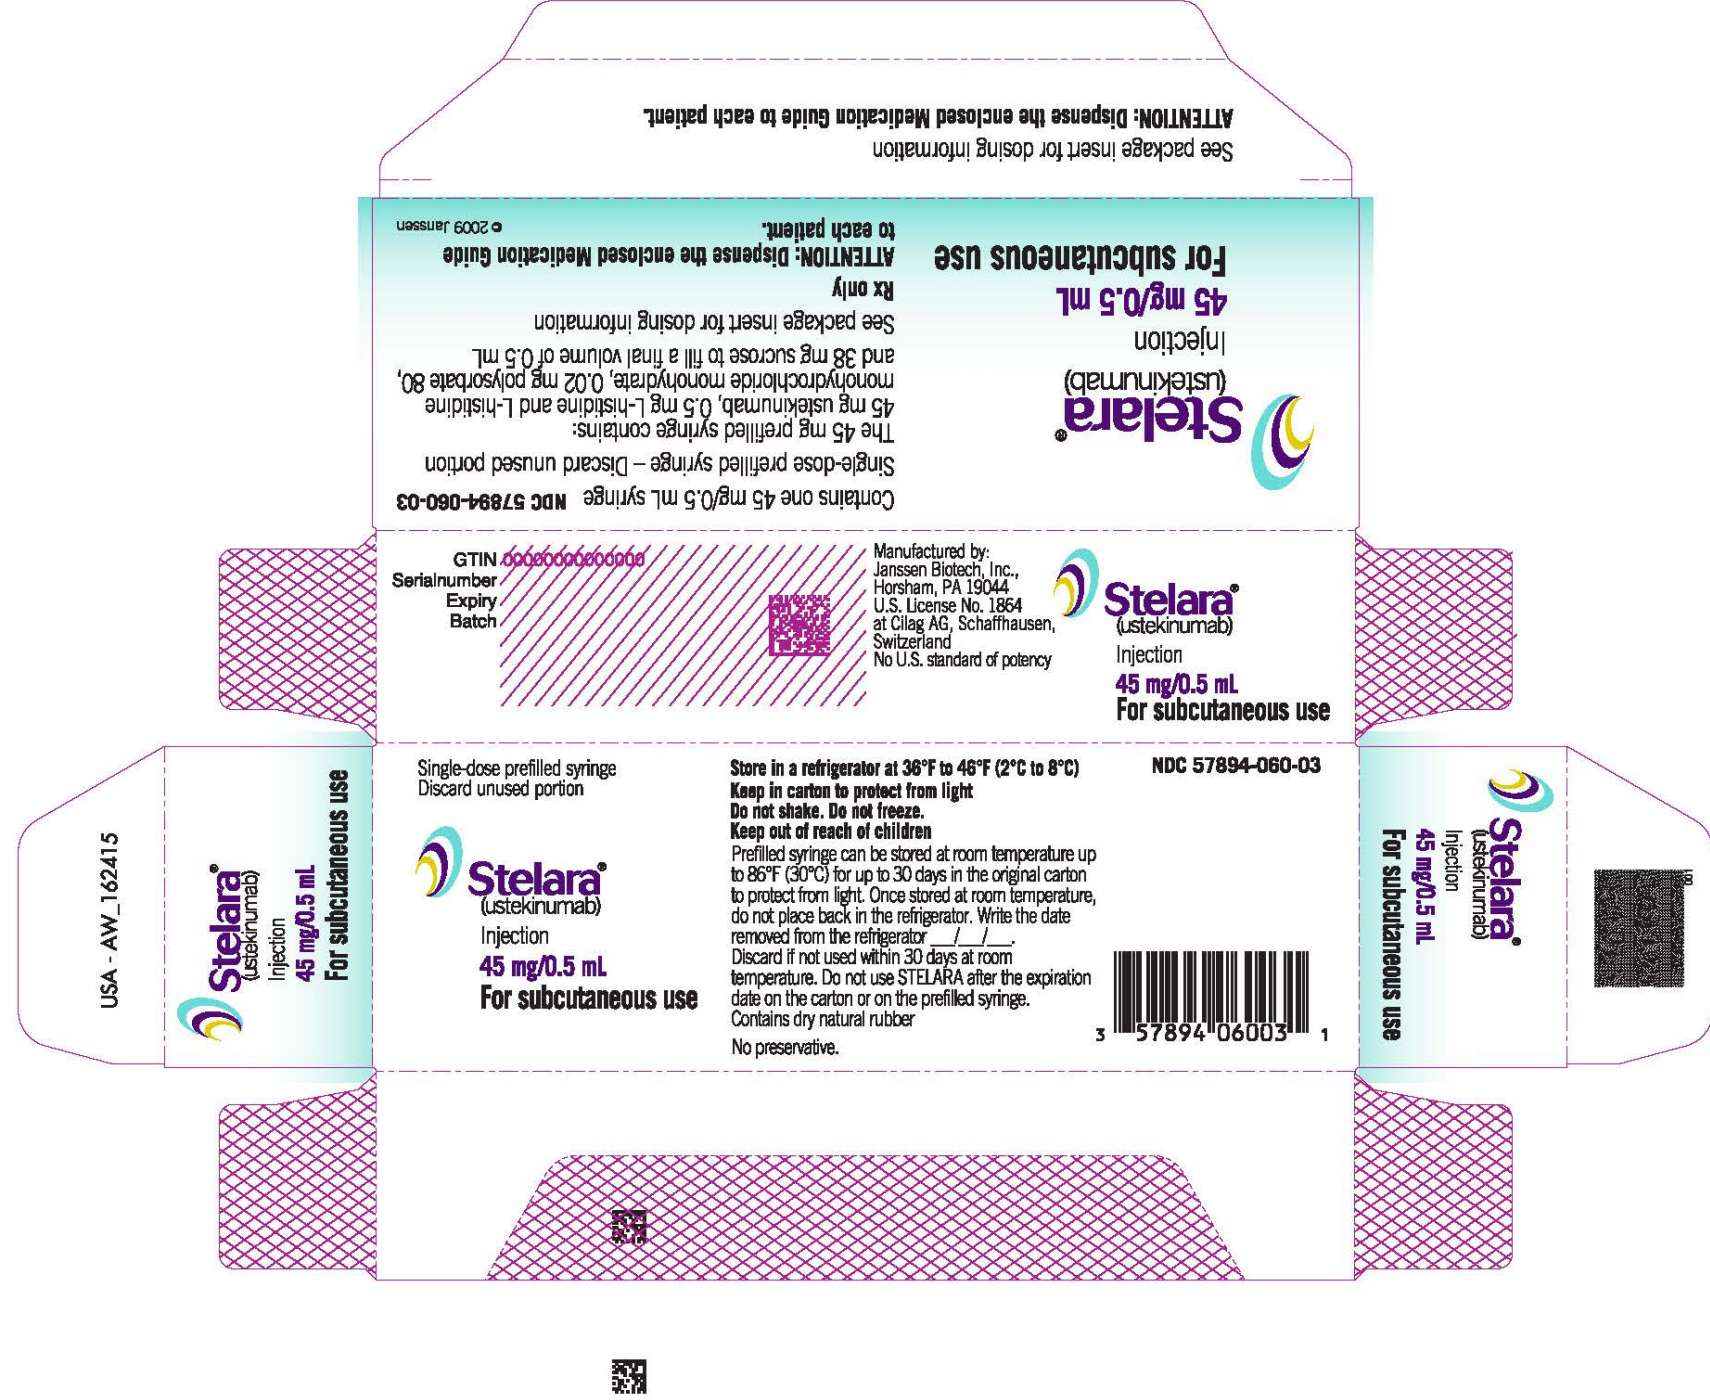 ATTENTION: Dispense the enclosed Medication Guide to each patient.
See package insert for dosing information
Stelara®
(ustekinumab)
Injection
45 mg/0.5 mL
For subcutaneous use
Contains one 45 mg/0.5 mL syringe NDC 57894-060-03
Single-dose prefilled syringe – Discard unused portion
The 45 mg prefilled syringe contains:
45 mg ustekinumab, 0.5 mg L-histidine and L-histidine
monohydrochloride monohydrate, 0.02 mg polysorbate 80,
and 38 mg sucrose to fill a final volume of 0.5 mL
See package insert for dosing information
Rx only
ATTENTION: Dispense the enclosed Medication Guide
to each patient.
© 2009 Janssen
GTIN 00000000000000
Serialnumber
Expiry
Batch
Manufactured by:
Janssen Biotech, Inc.,
Horsham, PA 19044
U.S. License No. 1864
at Cilag AG, Schaffhausen,
Switzerland
No U.S. standard of potency
Stelara®
(ustekinumab)
Injection
45 mg/0.5 mL
For subcutaneous use
USA - AW_162415
Stelara®
(ustekinumab)
Injection
45 mg/0.5 mL
For subcutaneous use
Single-dose prefilled syringe
Discard unused portion
Stelara®
(ustekinumab)
Injection
45 mg/0.5 mL
For subcutaneous use
Store in a refrigerator at 36°F to 46°F (2°C to 8°C)
Keep in carton to protect from light
Do not shake. Do not freeze.
Keep out of reach of children
Prefilled syringe can be stored at room temperature up
to 86°F (30°C) for up to 30 days in the original carton
to protect from light. Once stored at room temperature,
do not place back in the refrigerator. Write the date
removed from the refrigerator __/__/__.
Discard if not used within 30 days at room
temperature. Do not use STELARA after the expiration
date on the carton or on the prefilled syringe.
Contains dry natural rubber
No preservative.
NDC 57894-060-03
3 57894 06003 1
Stelara®
(ustekinumab)
Injection
45 mg/0.5 mL
For subcutaneous use